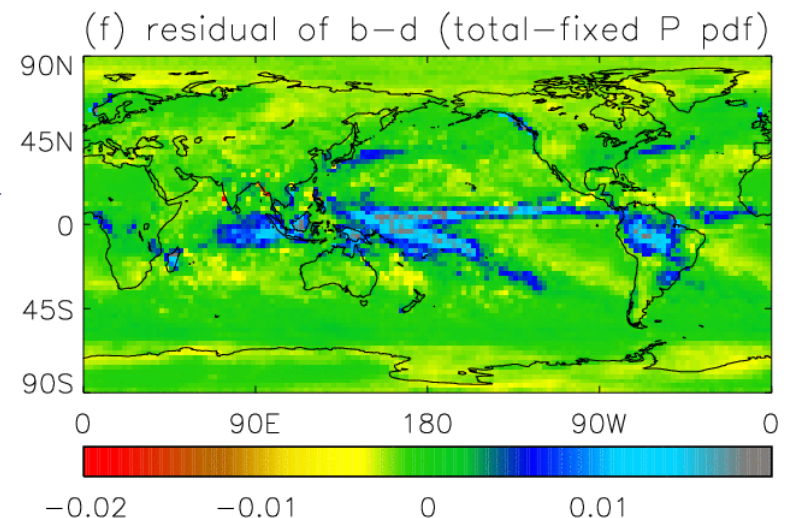 (f) residual of b-d (total-fixed P pdf)
90N
45N
0
45S
90S
0 90E 180 90W 0
-0.02 -0.01 0 0.01